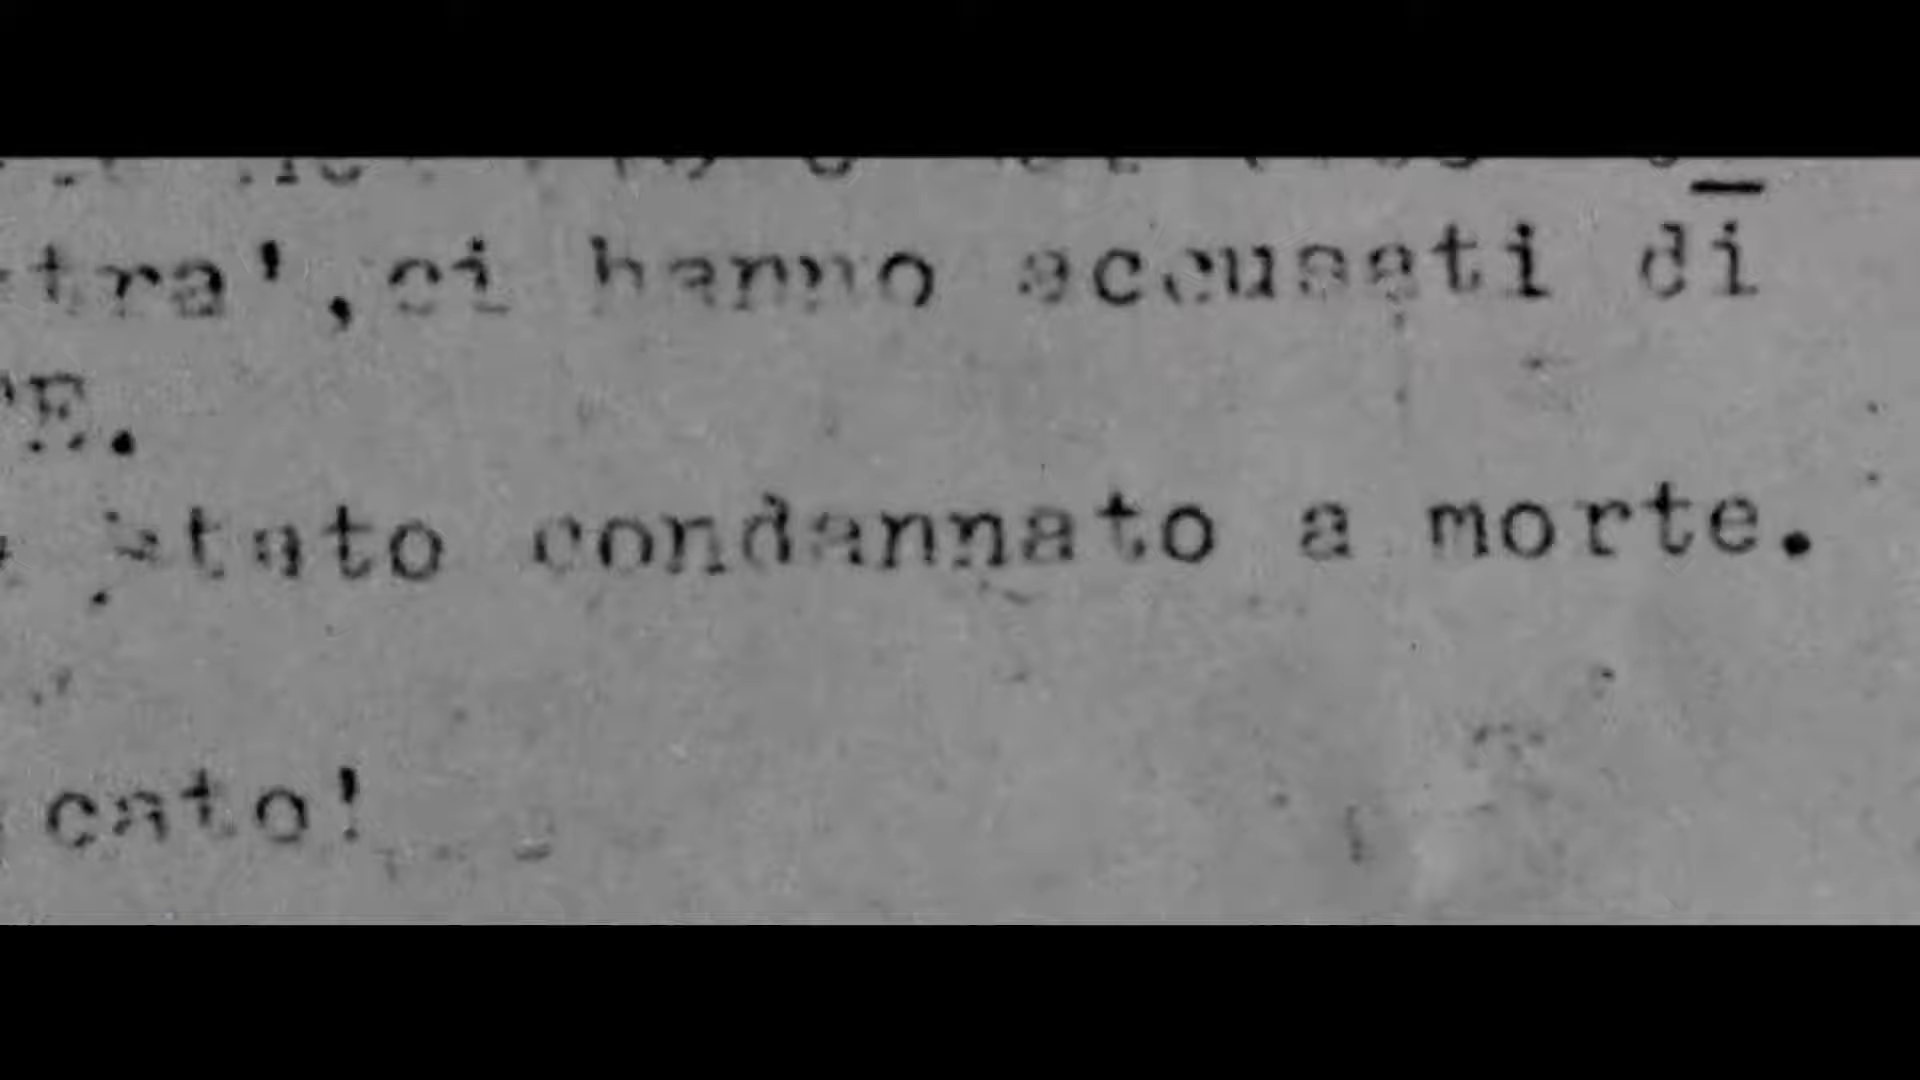 tra',ci hanno accusati di
E.
stato condannato a morte.
cato!